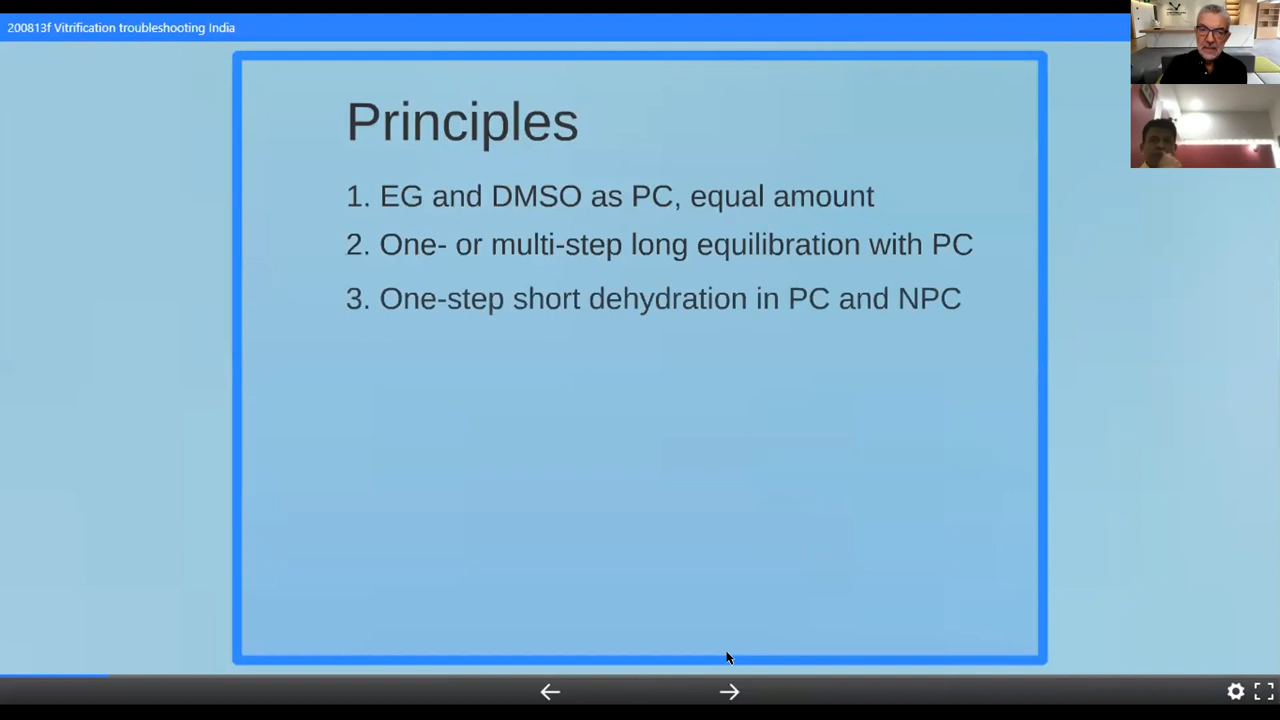 200813f Vitrification troubleshooting India
Principles
1. EG and DMSO as PC, equal amount
2. One- or multi-step long equilibration with PC
3. One-step short dehydration in PC and NPC